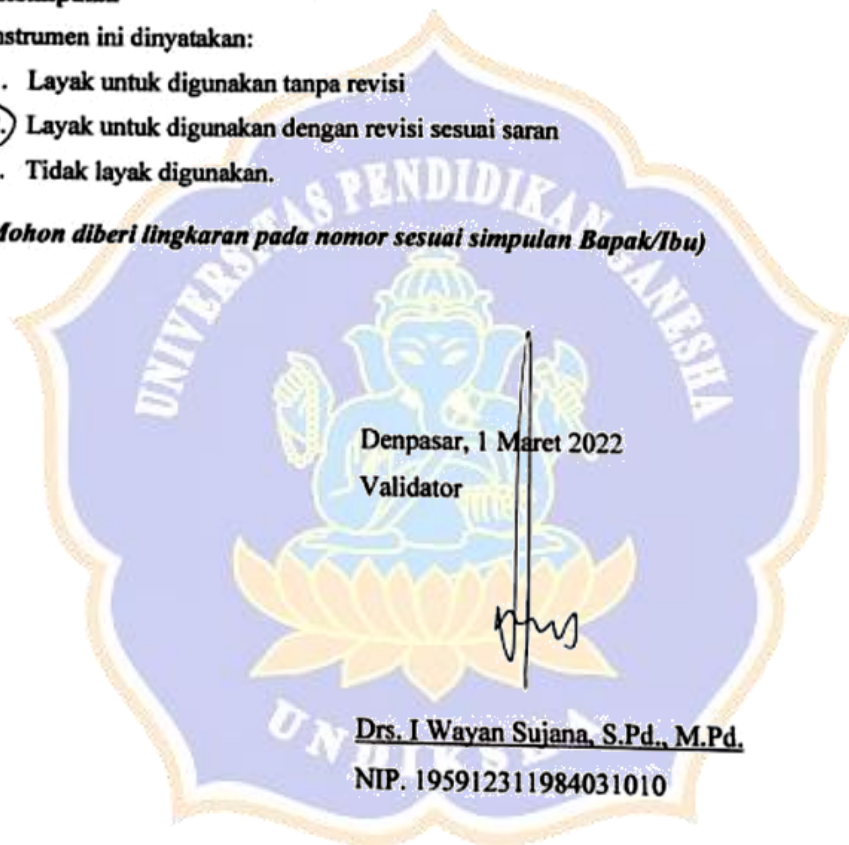 nstrumen ini dinyatakan:
. Layak untuk digunakan tanpa revisi
.) Layak untuk digunakan dengan revisi sesuai saran
. Tidak layak digunakan.
Mohon diberi lingkaran pada nomor sesuai simpulan Bapak/Ibu)
UNIVERSITAS PENDIDIKAN GANESHA
Denpasar, 1 Maret 2022
Validator
Drs. I Wayan Sujana, S.Pd., M.Pd.
NIP. 195912311984031010
UNDIKSHA